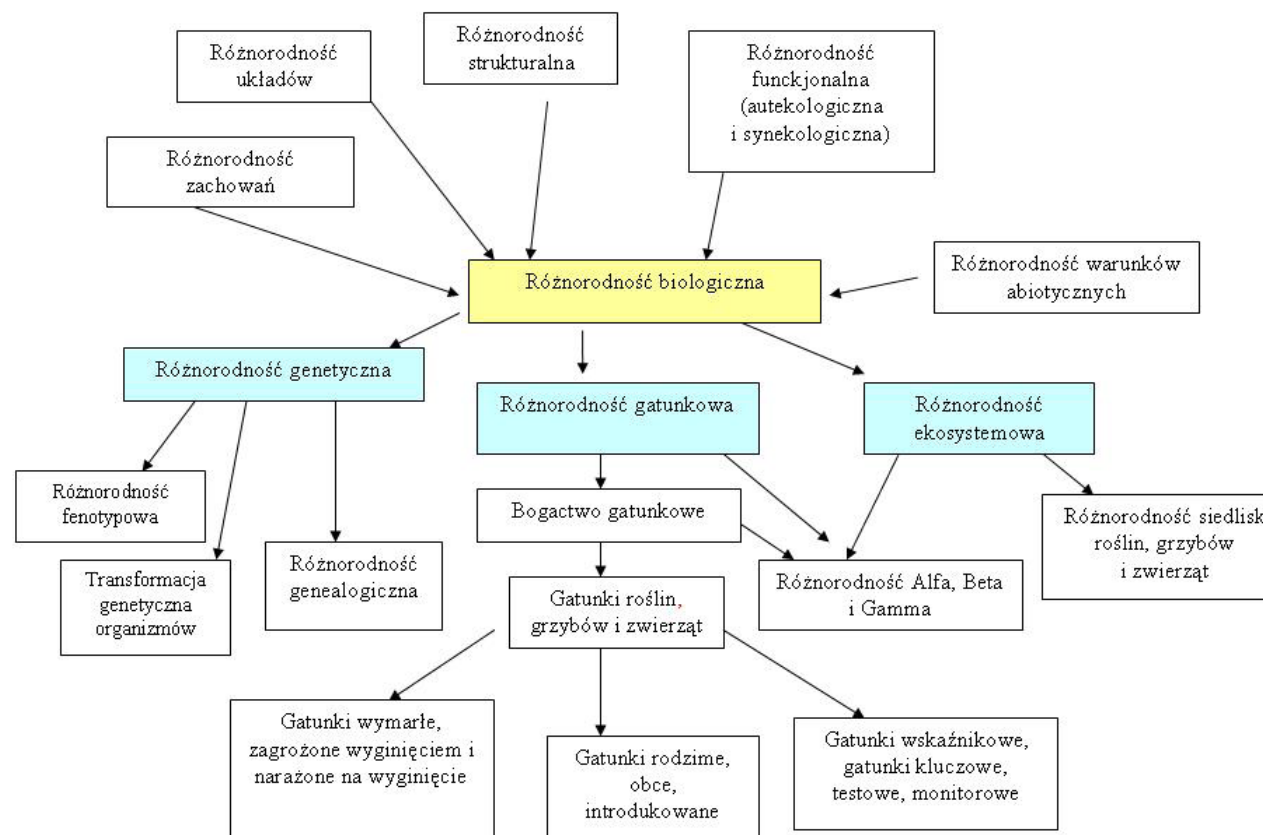 Różnorodność
układów
Różnorodność
strukturalna
Różnorodność
funckjonalna
(autekologiczna
i synekologiczna)
Różnorodność
zachowań
Różnorodność warunków
abiotycznych
Różnorodność biologiczna
Różnorodność genetyczna
Różnorodność gatunkowa
Różnorodność
ekosystemowa
Różnorodność
fenotypowa
Transformacja
genetyczna
organizmów
Różnorodność
genealogiczna
Bogactwo gatunkowe
Różnorodność Alfa, Beta
i Gamma
Różnorodność siedlisk
roślin, grzybów
i zwierząt
Gatunki roślin,
grzybów i zwierząt
Gatunki wymarłe,
zagrożone wyginięciem i
narażone na wyginięcie
Gatunki rodzime,
obce,
introdukowane
Gatunki wskaźnikowe,
gatunki kluczowe,
testowe, monitorowe